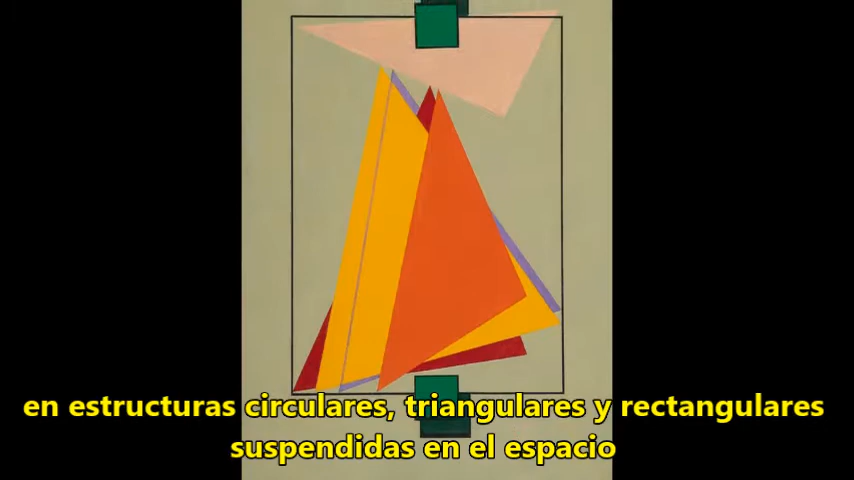 en estructuras circulares, triangulares y rectangulares
suspendidas en el espacio